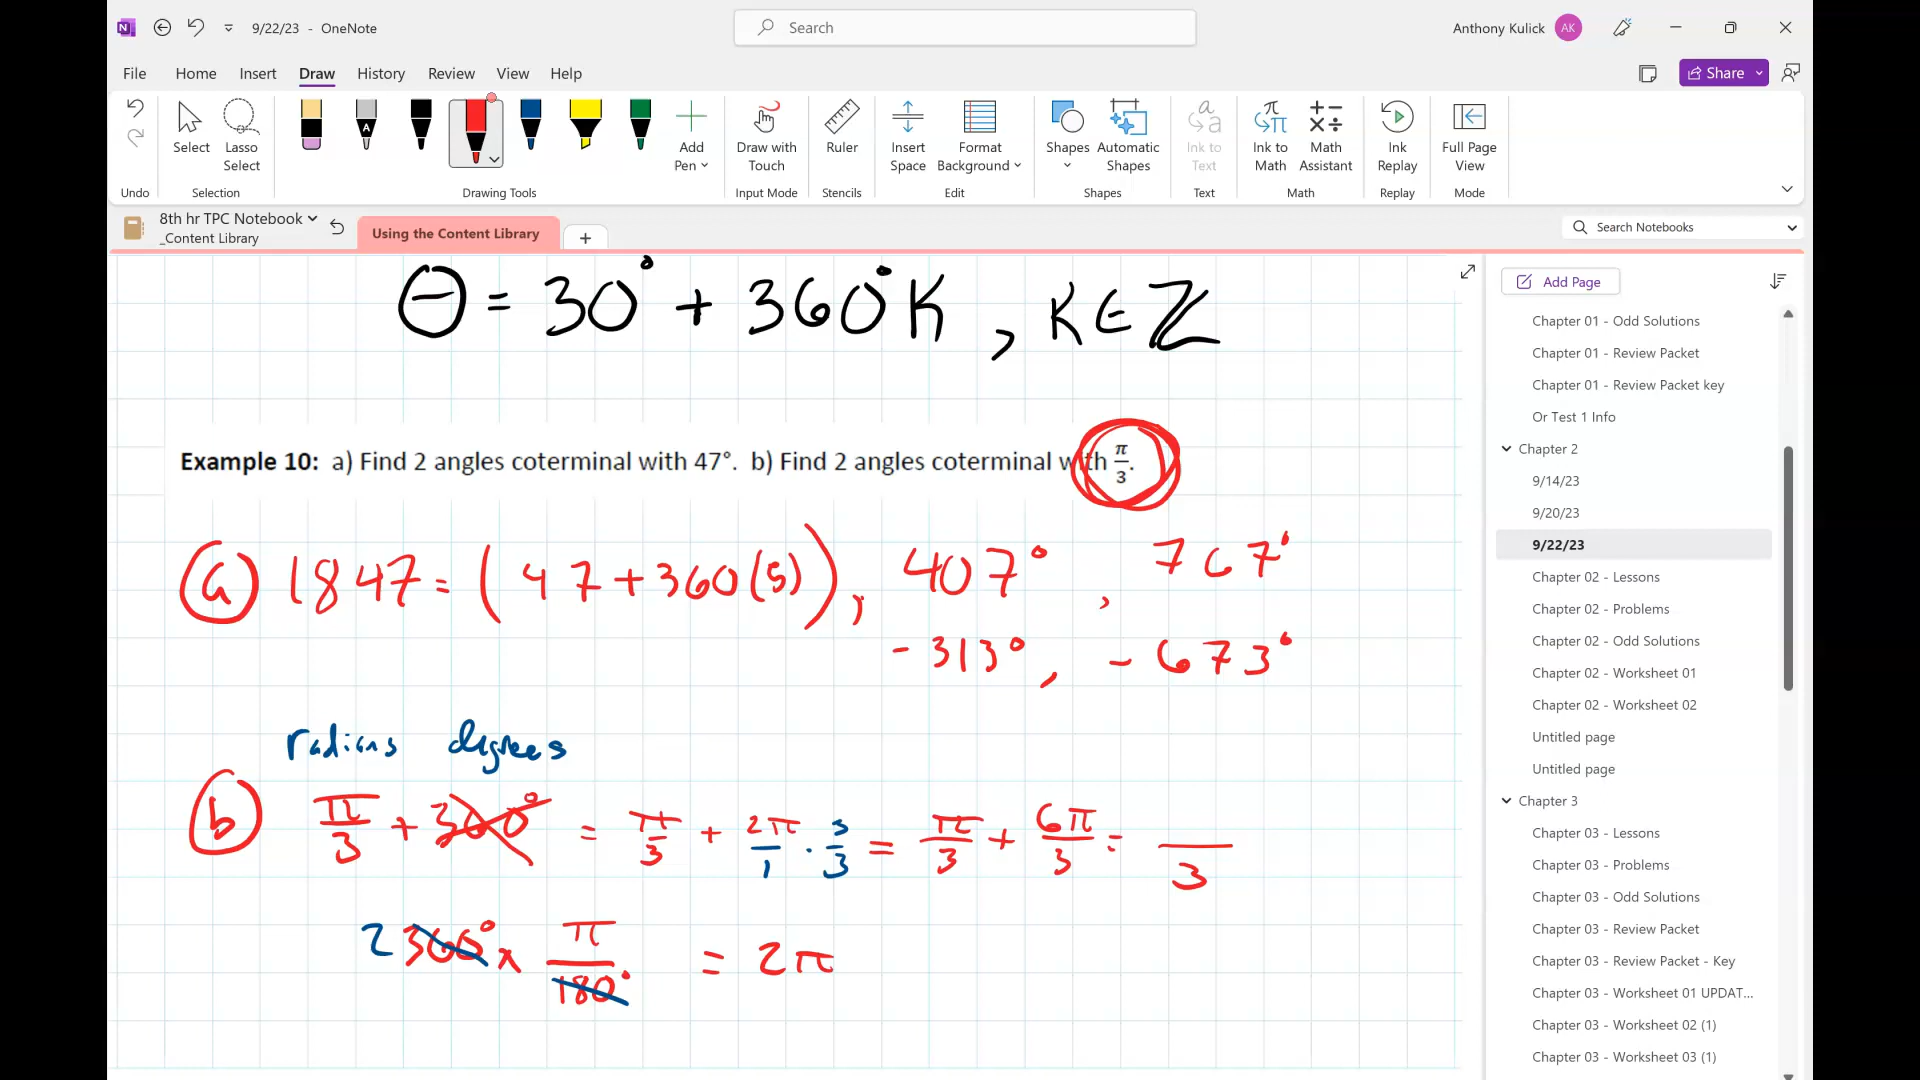 9/22/23 - OneNote
Search
Anthony Kulick AK
File Home Insert Draw History Review View Help
Share
Select
Lasso Select
Add Pen
Draw with Touch
Ruler
Insert Space
Format Background
Shapes
Automatic Shapes
Ink to Text
Ink to Math
Math Assistant
Ink Replay
Full Page View
Undo Selection Drawing Tools Input Mode Stencils Edit Shapes Text Math Replay Mode
8th hr TPC Notebook
_Content Library
Using the Content Library
Search Notebooks
θ = 30° + 360°K , K∈ℤ
Example 10: a) Find 2 angles coterminal with 47°. b) Find 2 angles coterminal with π/3.
a 1847 = (47+360(5)), 407° , 767°
-313° , -673°
radians degrees
b π/3 + 360° = π/3 + 2π/1 · 3/3 = π/3 + 6π/3 = /3
2 360° x π/180° = 2π
Add Page
Chapter 01 - Odd Solutions
Chapter 01 - Review Packet
Chapter 01 - Review Packet key
Or Test 1 Info
Chapter 2
9/14/23
9/20/23
9/22/23
Chapter 02 - Lessons
Chapter 02 - Problems
Chapter 02 - Odd Solutions
Chapter 02 - Worksheet 01
Chapter 02 - Worksheet 02
Untitled page
Untitled page
Chapter 3
Chapter 03 - Lessons
Chapter 03 - Problems
Chapter 03 - Odd Solutions
Chapter 03 - Review Packet
Chapter 03 - Review Packet - Key
Chapter 03 - Worksheet 01 UPDAT...
Chapter 03 - Worksheet 02 (1)
Chapter 03 - Worksheet 03 (1)